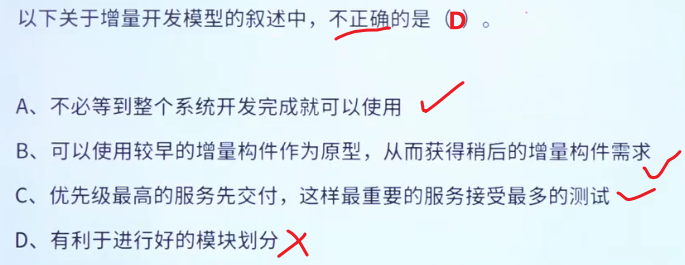 以下关于增量开发模型的叙述中，不正确的是（D）。
A、不必等到整个系统开发完成就可以使用
B、可以使用较早的增量构件作为原型，从而获得稍后的增量构件需求
C、优先级最高的服务先交付，这样最重要的服务接受最多的测试
D、有利于进行好的模块划分